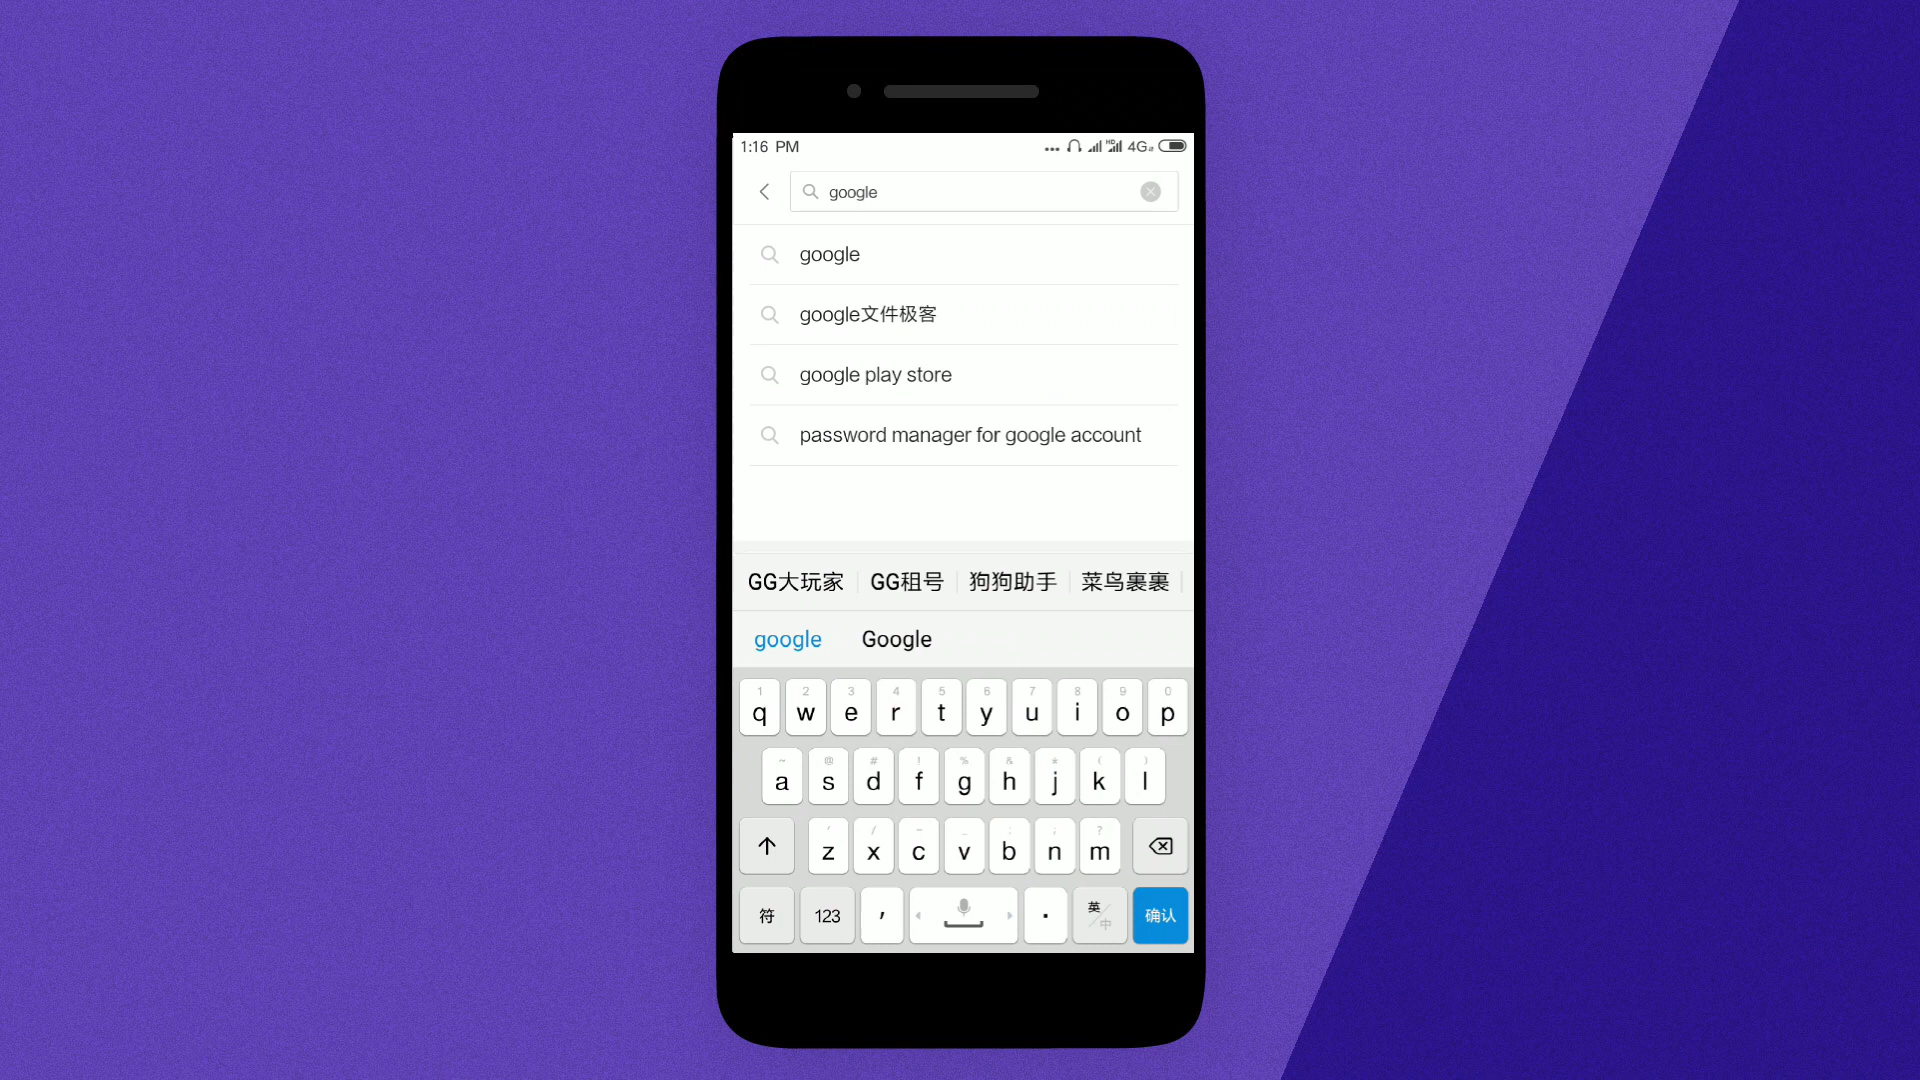 1:16 PM
4G
google
google
google文件极客
google play store
password manager for google account
GG大玩家 GG租号 狗狗助手 菜鸟裹裹
google Google
1 2 3 4 5 6 7 8 9 0
q w e r t y u i o p
~ @ # ! % & * ( )
a s d f g h j k l
' / - _ : ; ?
z x c v b n m
符 123 , . 英/中 确认